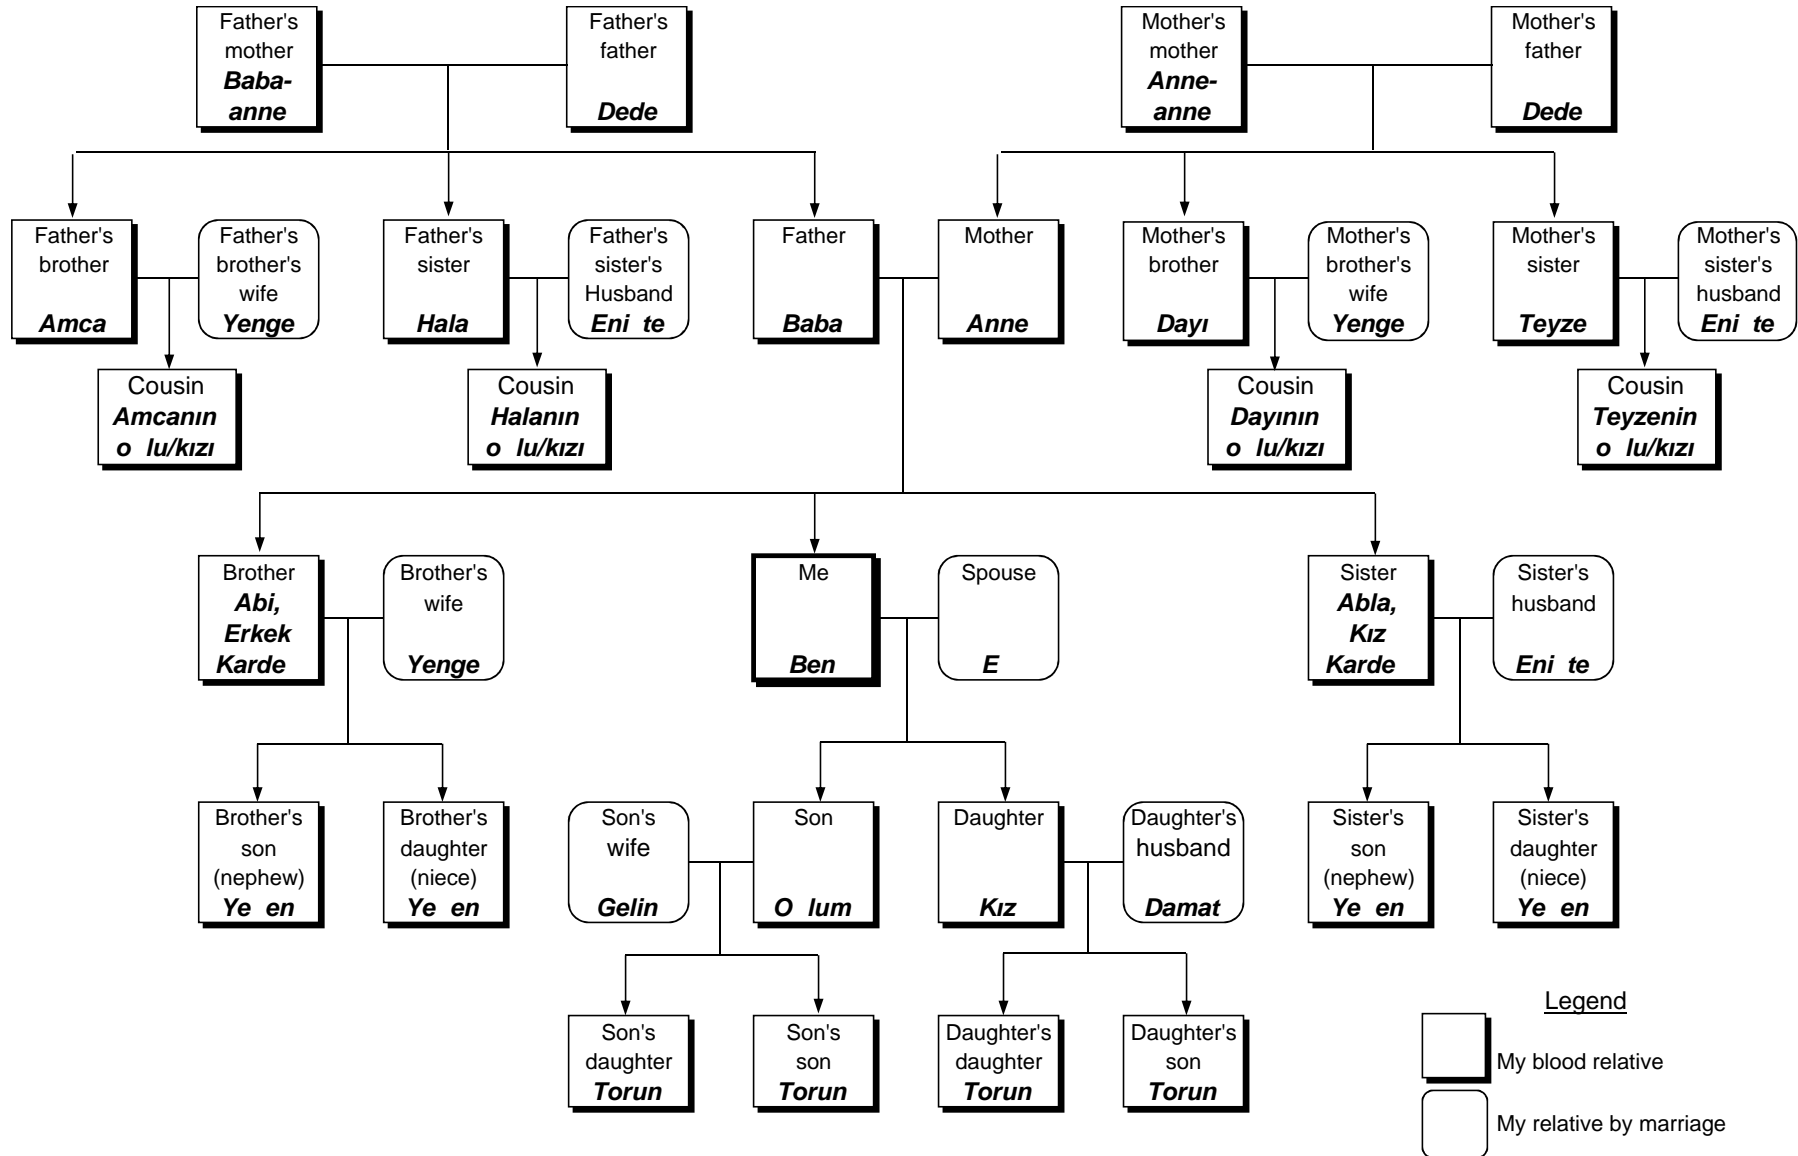 Father's
mother
Baba-
anne
Father's
father
Dede
Mother's
mother
Anne-
anne
Mother's
father
Dede
Father's
brother
Amca
Father's
brother's
wife
Yenge
Father's
sister
Hala
Father's
sister's
Husband
Eni te
Father
Baba
Mother
Anne
Mother's
brother
Dayı
Mother's
brother's
wife
Yenge
Mother's
sister
Teyze
Mother's
sister's
husband
Eni te
Cousin
Amcanın
o lu/kızı
Cousin
Halanın
o lu/kızı
Cousin
Dayının
o lu/kızı
Cousin
Teyzenin
o lu/kızı
Brother
Abi,
Erkek
Karde
Brother's
wife
Yenge
Me
Ben
Spouse
E
Sister
Abla,
Kız
Karde
Sister's
husband
Eni te
Brother's
son
(nephew)
Ye en
Brother's
daughter
(niece)
Ye en
Son's
wife
Gelin
Son
O lum
Daughter
Kız
Daughter's
husband
Damat
Sister's
son
(nephew)
Ye en
Sister's
daughter
(niece)
Ye en
Son's
daughter
Torun
Son's
son
Torun
Daughter's
daughter
Torun
Daughter's
son
Torun
Legend
My blood relative
My relative by marriage